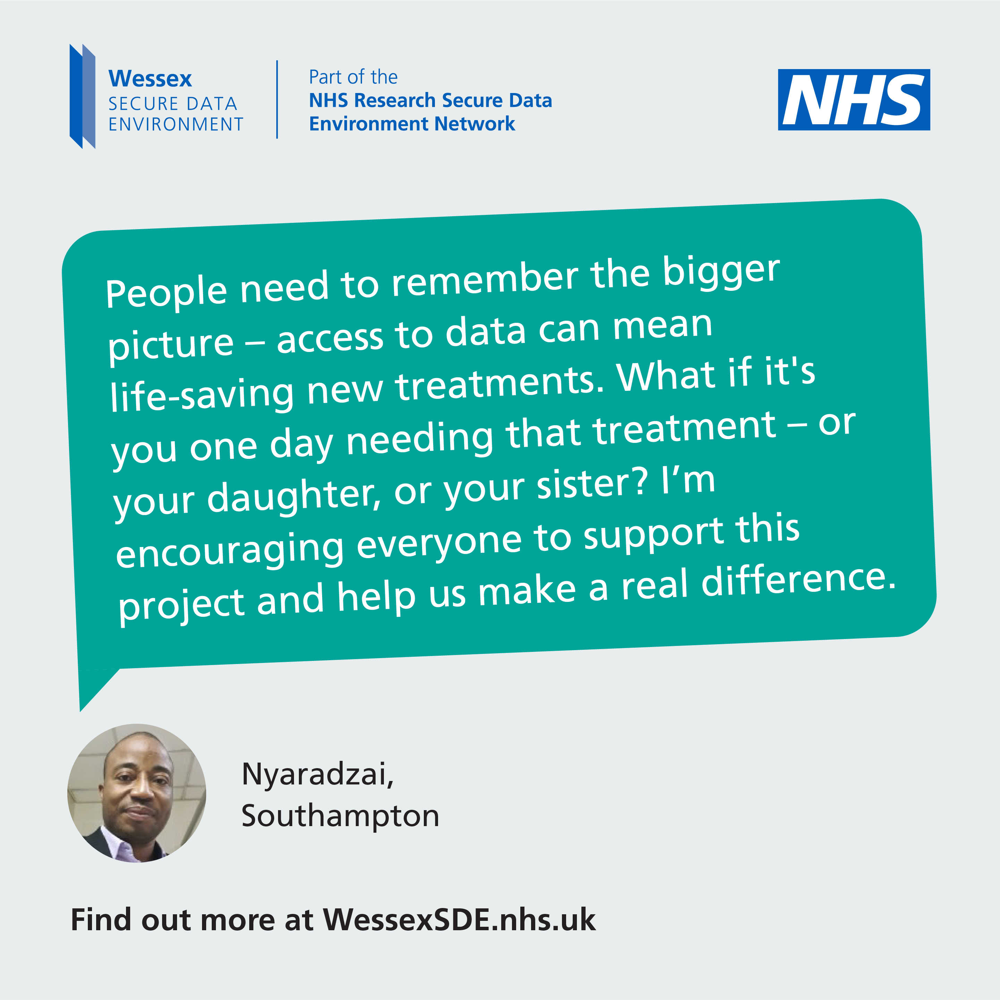 Wessex
SECURE DATA
ENVIRONMENT
Part of the
NHS Research Secure Data
Environment Network
NHS
People need to remember the bigger
picture – access to data can mean
life-saving new treatments. What if it's
you one day needing that treatment – or
your daughter, or your sister? I’m
encouraging everyone to support this
project and help us make a real difference.
Nyaradzai,
Southampton
Find out more at WessexSDE.nhs.uk